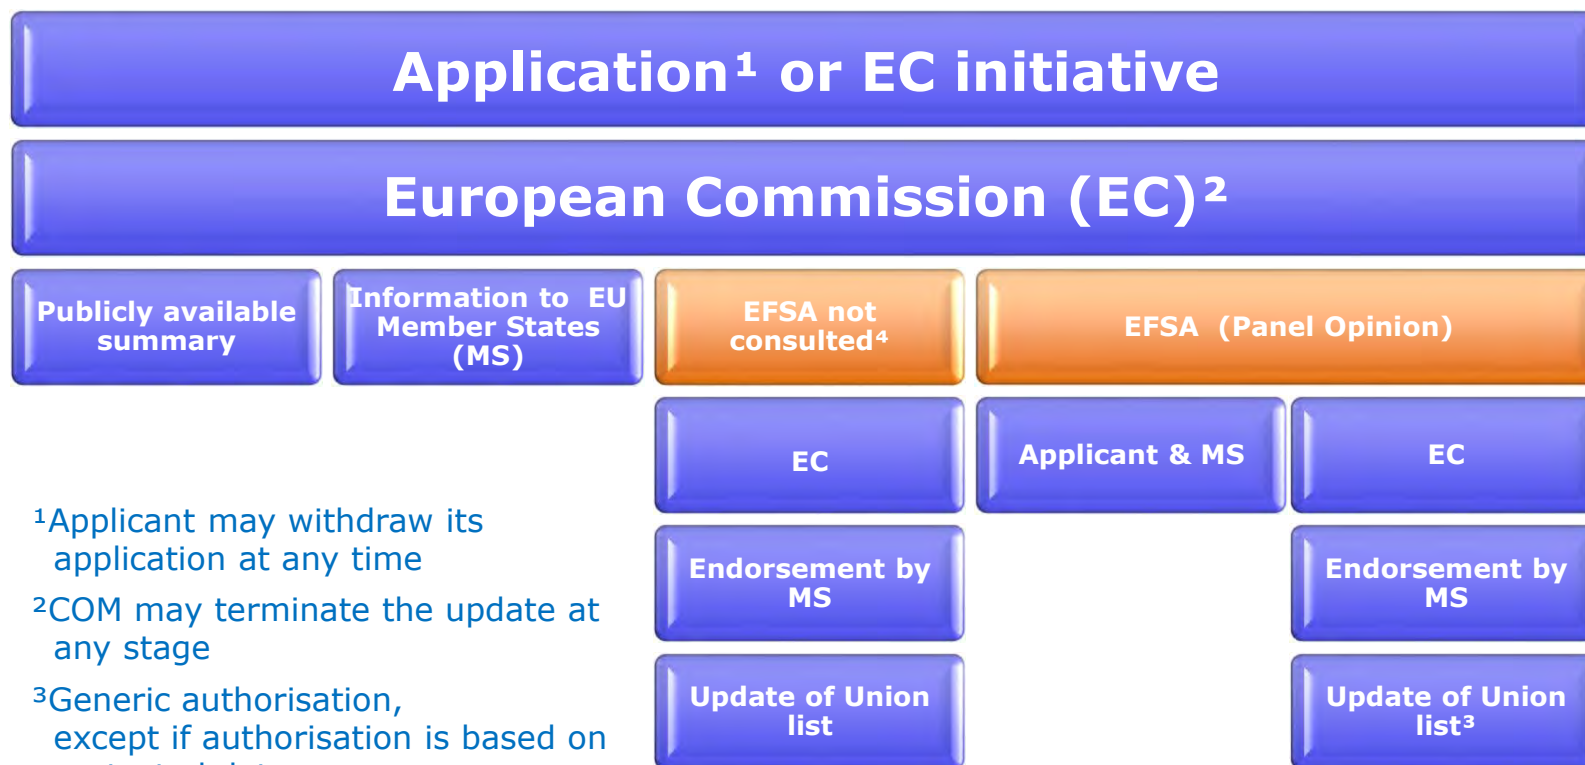 Application¹ or EC initiative
European Commission (EC)²
Publicly available
summary
Information to EU
Member States
(MS)
EFSA not
consulted⁴
EFSA (Panel Opinion)
EC
Applicant & MS
EC
Endorsement by
MS
Endorsement by
MS
Update of Union
list
Update of Union
list³
¹Applicant may withdraw its
application at any time
²COM may terminate the update at
any stage
³Generic authorisation,
except if authorisation is based on